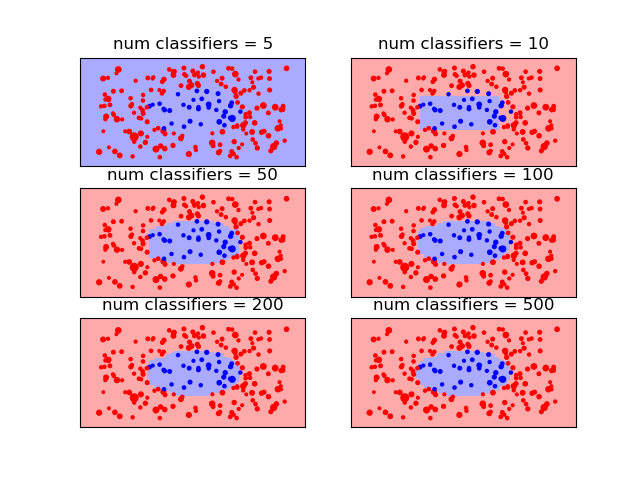 num classifiers = 5
num classifiers = 10
num classifiers = 50
num classifiers = 100
num classifiers = 200
num classifiers = 500